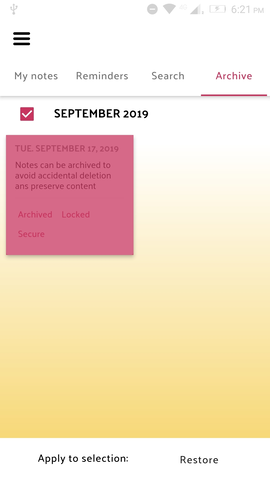 6:21 PM
My notes Reminders Search Archive
SEPTEMBER 2019
TUE. SEPTEMBER 17, 2019
Notes can be archived to
avoid accidental deletion
ans preserve content
Archived Locked
Secure
Apply to selection: Restore